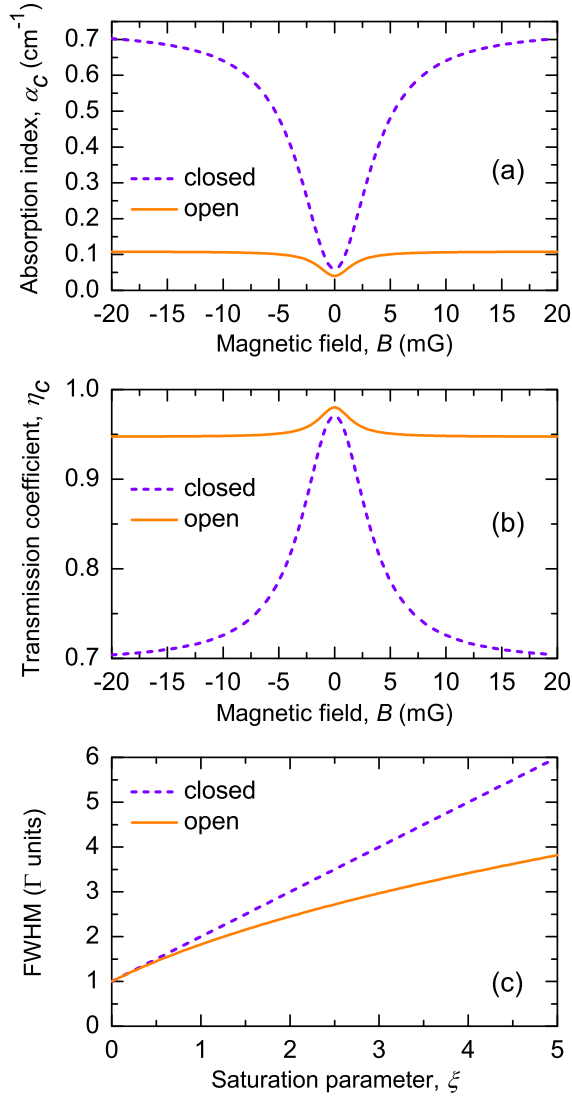 0.7
0.6
0.5
0.4
0.3
0.2
0.1
0.0
Absorption index, α_C (cm⁻¹)
closed
open
(a)
-20 -15 -10 -5 0 5 10 15 20
Magnetic field, B (mG)
1.0
0.9
0.8
0.7
Transmission coefficient, η_C
closed
open
(b)
-20 -15 -10 -5 0 5 10 15 20
Magnetic field, B (mG)
6
5
4
3
2
1
0
FWHM (Γ units)
closed
open
(c)
0 1 2 3 4 5
Saturation parameter, ξ